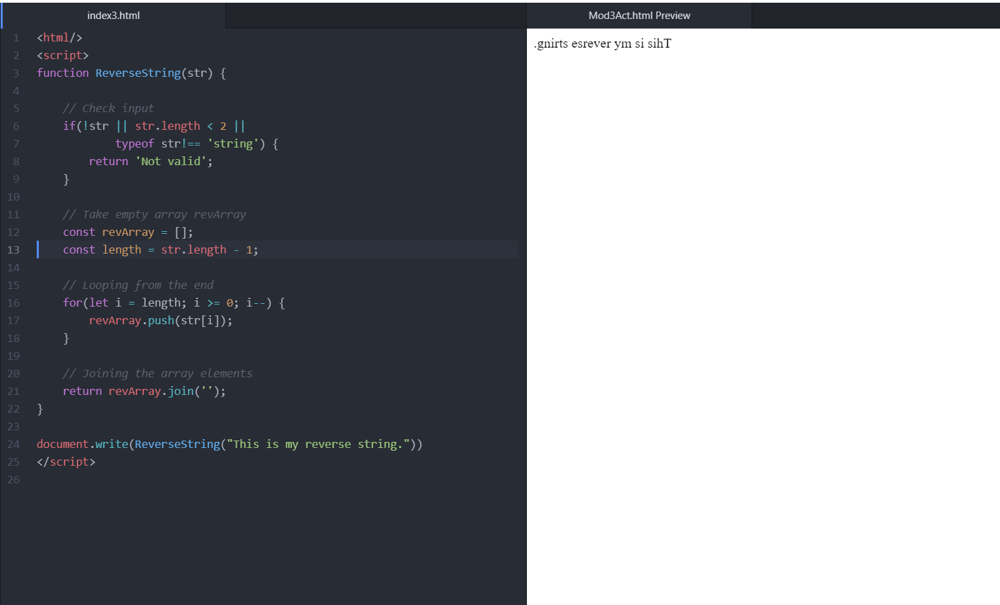 index3.html
1 <html/>
2 <script>
3 function ReverseString(str) {
4
5     // Check input
6     if(!str || str.length < 2 ||
7             typeof str!== 'string') {
8         return 'Not valid';
9     }
10
11     // Take empty array revArray
12     const revArray = [];
13     const length = str.length - 1;
14
15     // Looping from the end
16     for(let i = length; i >= 0; i--) {
17         revArray.push(str[i]);
18     }
19
20     // Joining the array elements
21     return revArray.join('');
22 }
23
24 document.write(ReverseString("This is my reverse string."))
25 </script>
26
Mod3Act.html Preview
.gnirts esrever ym si sihT